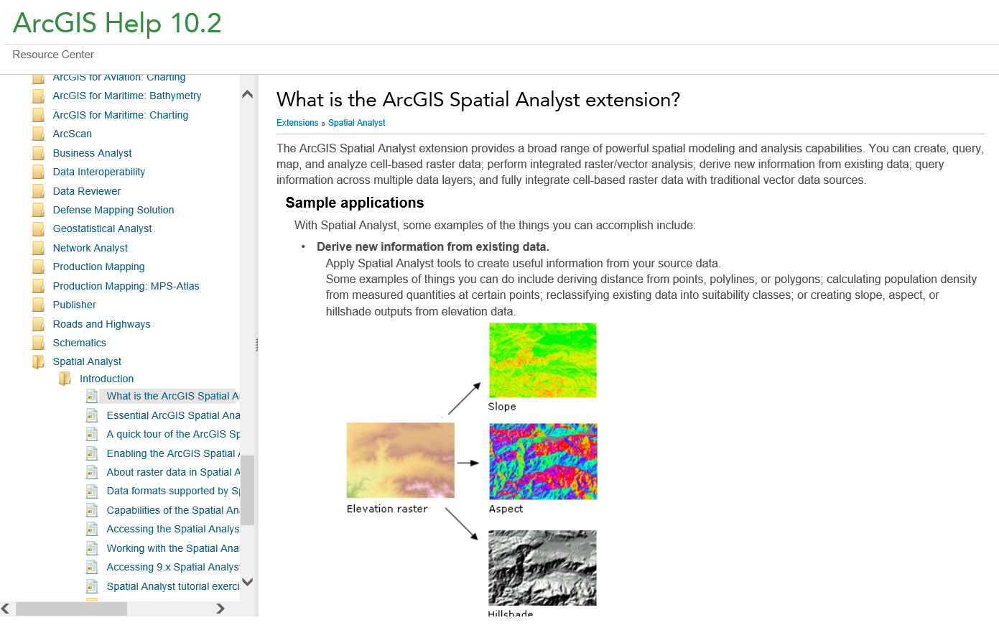 ArcGIS Help 10.2
Resource Center
ArcGIS for Aviation: Charting
ArcGIS for Maritime: Bathymetry
ArcGIS for Maritime: Charting
ArcScan
Business Analyst
Data Interoperability
Data Reviewer
Defense Mapping Solution
Geostatistical Analyst
Network Analyst
Production Mapping
Production Mapping: MPS-Atlas
Publisher
Roads and Highways
Schematics
Spatial Analyst
Introduction
What is the ArcGIS Spatial A
Essential ArcGIS Spatial Ana
A quick tour of the ArcGIS Sp
Enabling the ArcGIS Spatial
About raster data in Spatial A
Data formats supported by Sp
Capabilities of the Spatial An
Accessing the Spatial Analys
Working with the Spatial Ana
Accessing 9.x Spatial Analys
Spatial Analyst tutorial exerci
What is the ArcGIS Spatial Analyst extension?
Extensions » Spatial Analyst
The ArcGIS Spatial Analyst extension provides a broad range of powerful spatial modeling and analysis capabilities. You can create, query,
map, and analyze cell-based raster data; perform integrated raster/vector analysis; derive new information from existing data; query
information across multiple data layers; and fully integrate cell-based raster data with traditional vector data sources.
Sample applications
With Spatial Analyst, some examples of the things you can accomplish include:
• Derive new information from existing data.
Apply Spatial Analyst tools to create useful information from your source data.
Some examples of things you can do include deriving distance from points, polylines, or polygons; calculating population density
from measured quantities at certain points; reclassifying existing data into suitability classes; or creating slope, aspect, or
hillshade outputs from elevation data.
Slope
Elevation raster
Aspect
Hillshade